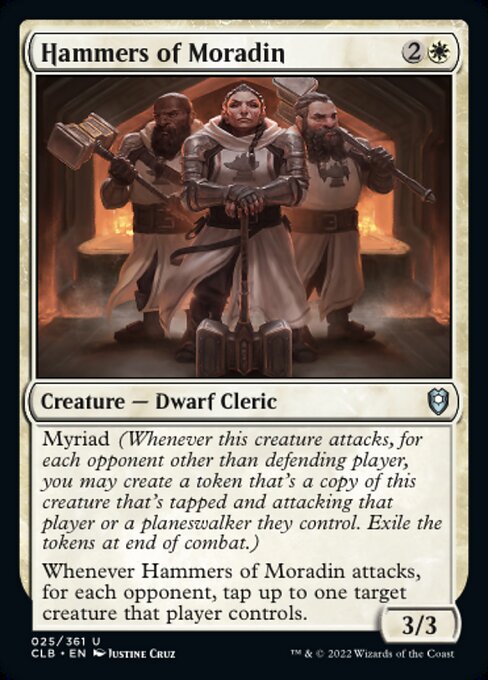 Hammers of Moradin 2
Creature — Dwarf Cleric
Myriad (Whenever this creature attacks, for
each opponent other than defending player,
you may create a token that's a copy of this
creature that's tapped and attacking that
player or a planeswalker they control. Exile the
tokens at end of combat.)
Whenever Hammers of Moradin attacks,
for each opponent, tap up to one target
creature that player controls.
3/3
025/361 U
CLB • EN Justine Cruz
™ & © 2022 Wizards of the Coast